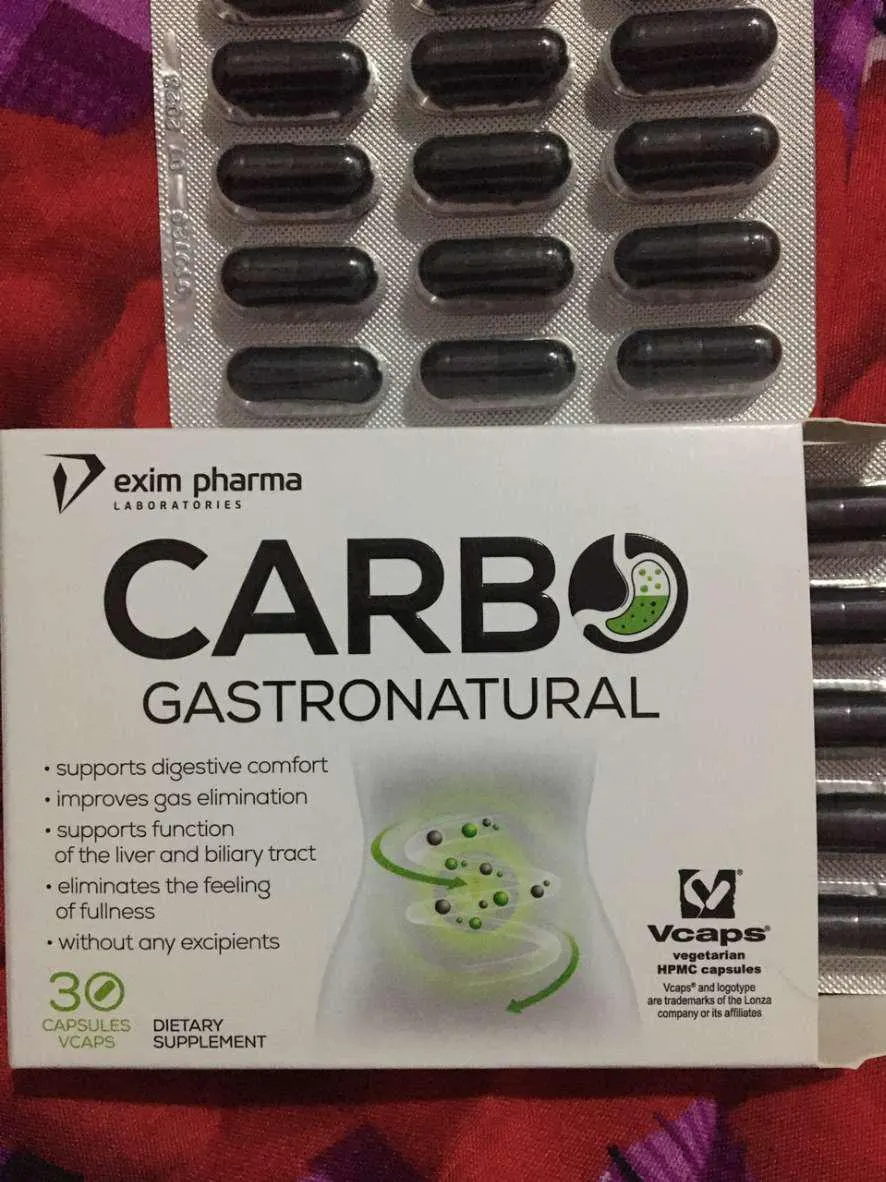 07 2028
exim pharma
LABORATORIES
CARBO
GASTRONATURAL
• supports digestive comfort
• improves gas elimination
• supports function
of the liver and biliary tract
• eliminates the feeling
of fullness
• without any excipients
30
CAPSULES
VCAPS
DIETARY
SUPPLEMENT
Vcaps®
vegetarian
HPMC capsules
Vcaps® and logotype
are trademarks of the Lonza
company or its affiliates